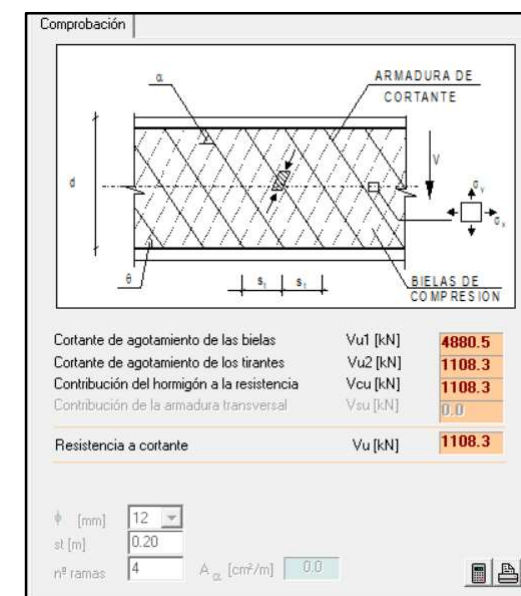 Comprobación
α
ARMADURA DE
CORTANTE
d
V
σy
σx
θ
st st
BIELAS DE
COMPRESION
Cortante de agotamiento de las bielas Vu1 [kN] 4880.5
Cortante de agotamiento de los tirantes Vu2 [kN] 1108.3
Contribución del hormigón a la resistencia Vcu [kN] 1108.3
Contribución de la armadura transversal Vsu [kN] 0.0
Resistencia a cortante Vu [kN] 1108.3
ϕ [mm] 12
st [m] 0.20
nº ramas 4 Aα [cm²/m] 0.0